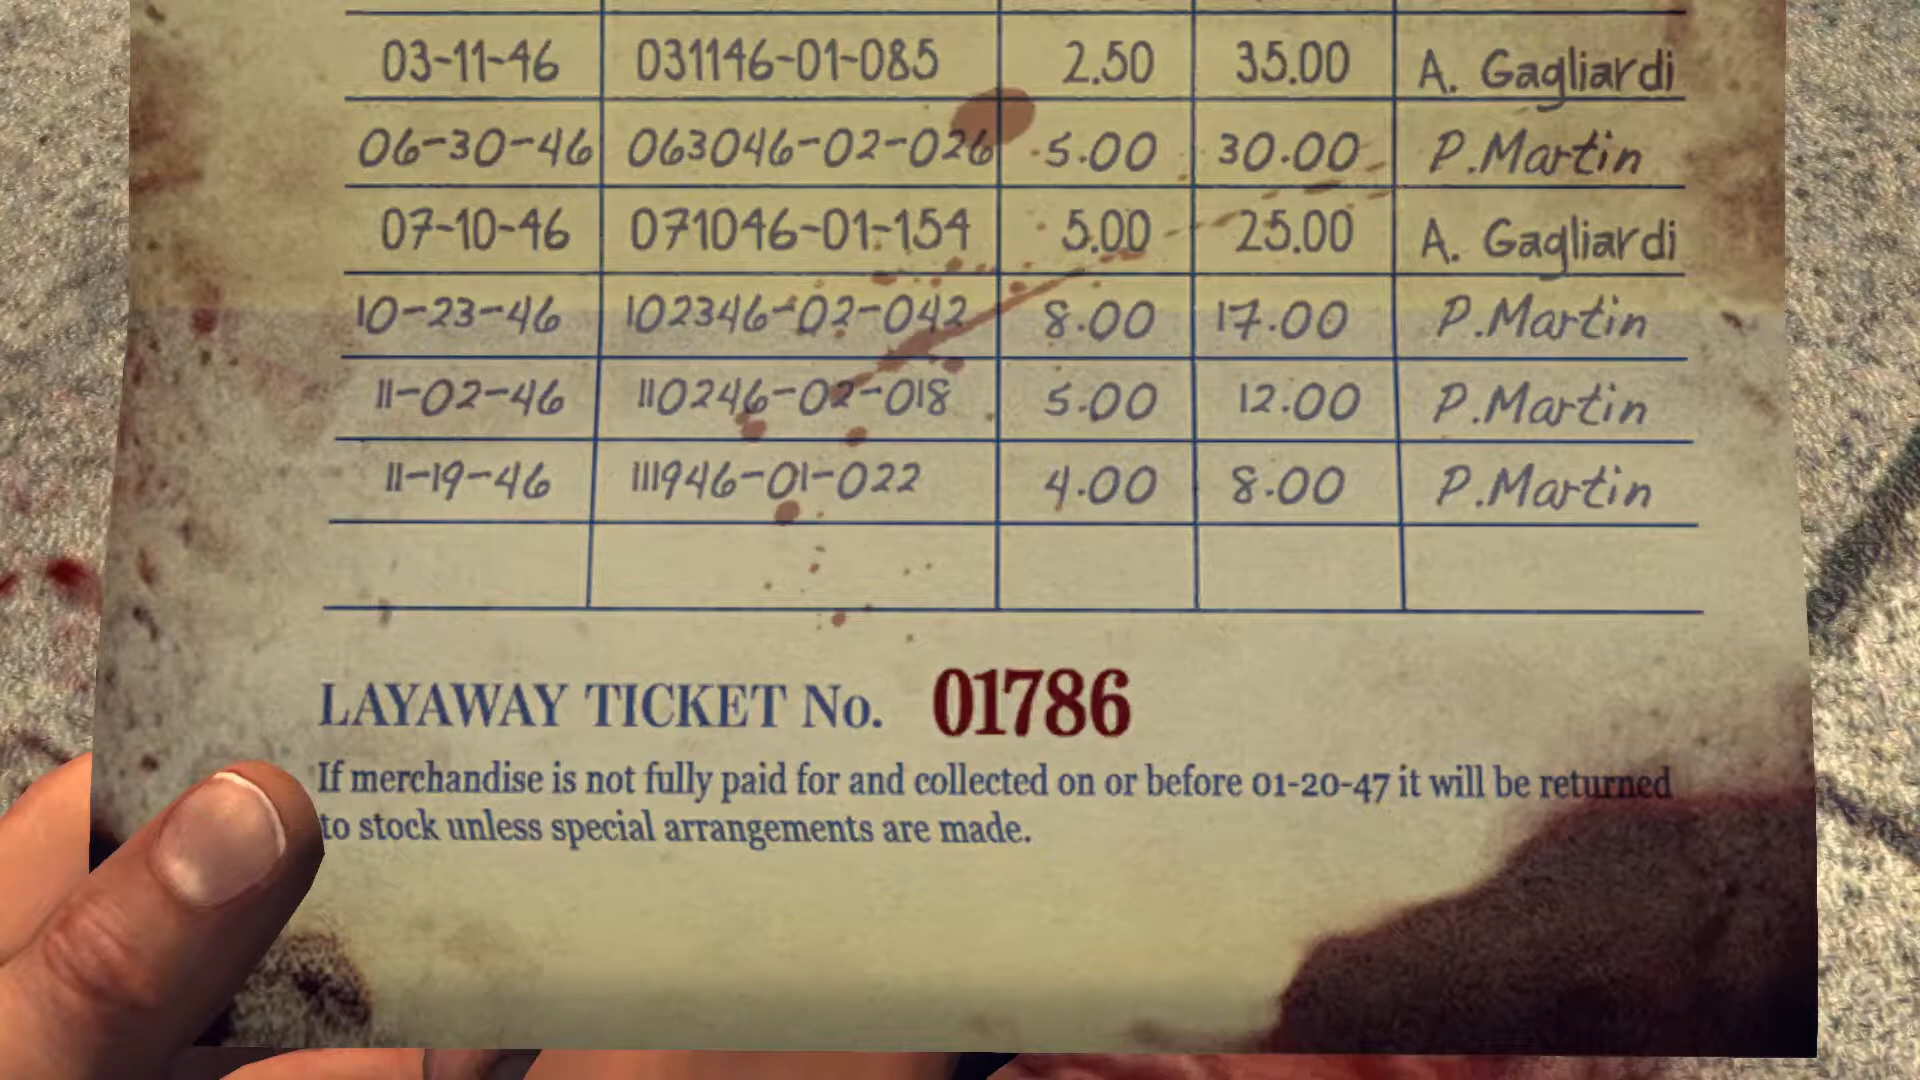 03-11-46 031146-01-085 2.50 35.00 A. Gagliardi
06-30-46 063046-02-026 5.00 30.00 P.Martin
07-10-46 071046-01-154 5.00 25.00 A. Gagliardi
10-23-46 102346-02-042 8.00 17.00 P.Martin
11-02-46 110246-02-018 5.00 12.00 P.Martin
11-19-46 111946-01-022 4.00 8.00 P.Martin
LAYAWAY TICKET No. 01786
If merchandise is not fully paid for and collected on or before 01-20-47 it will be returned
to stock unless special arrangements are made.